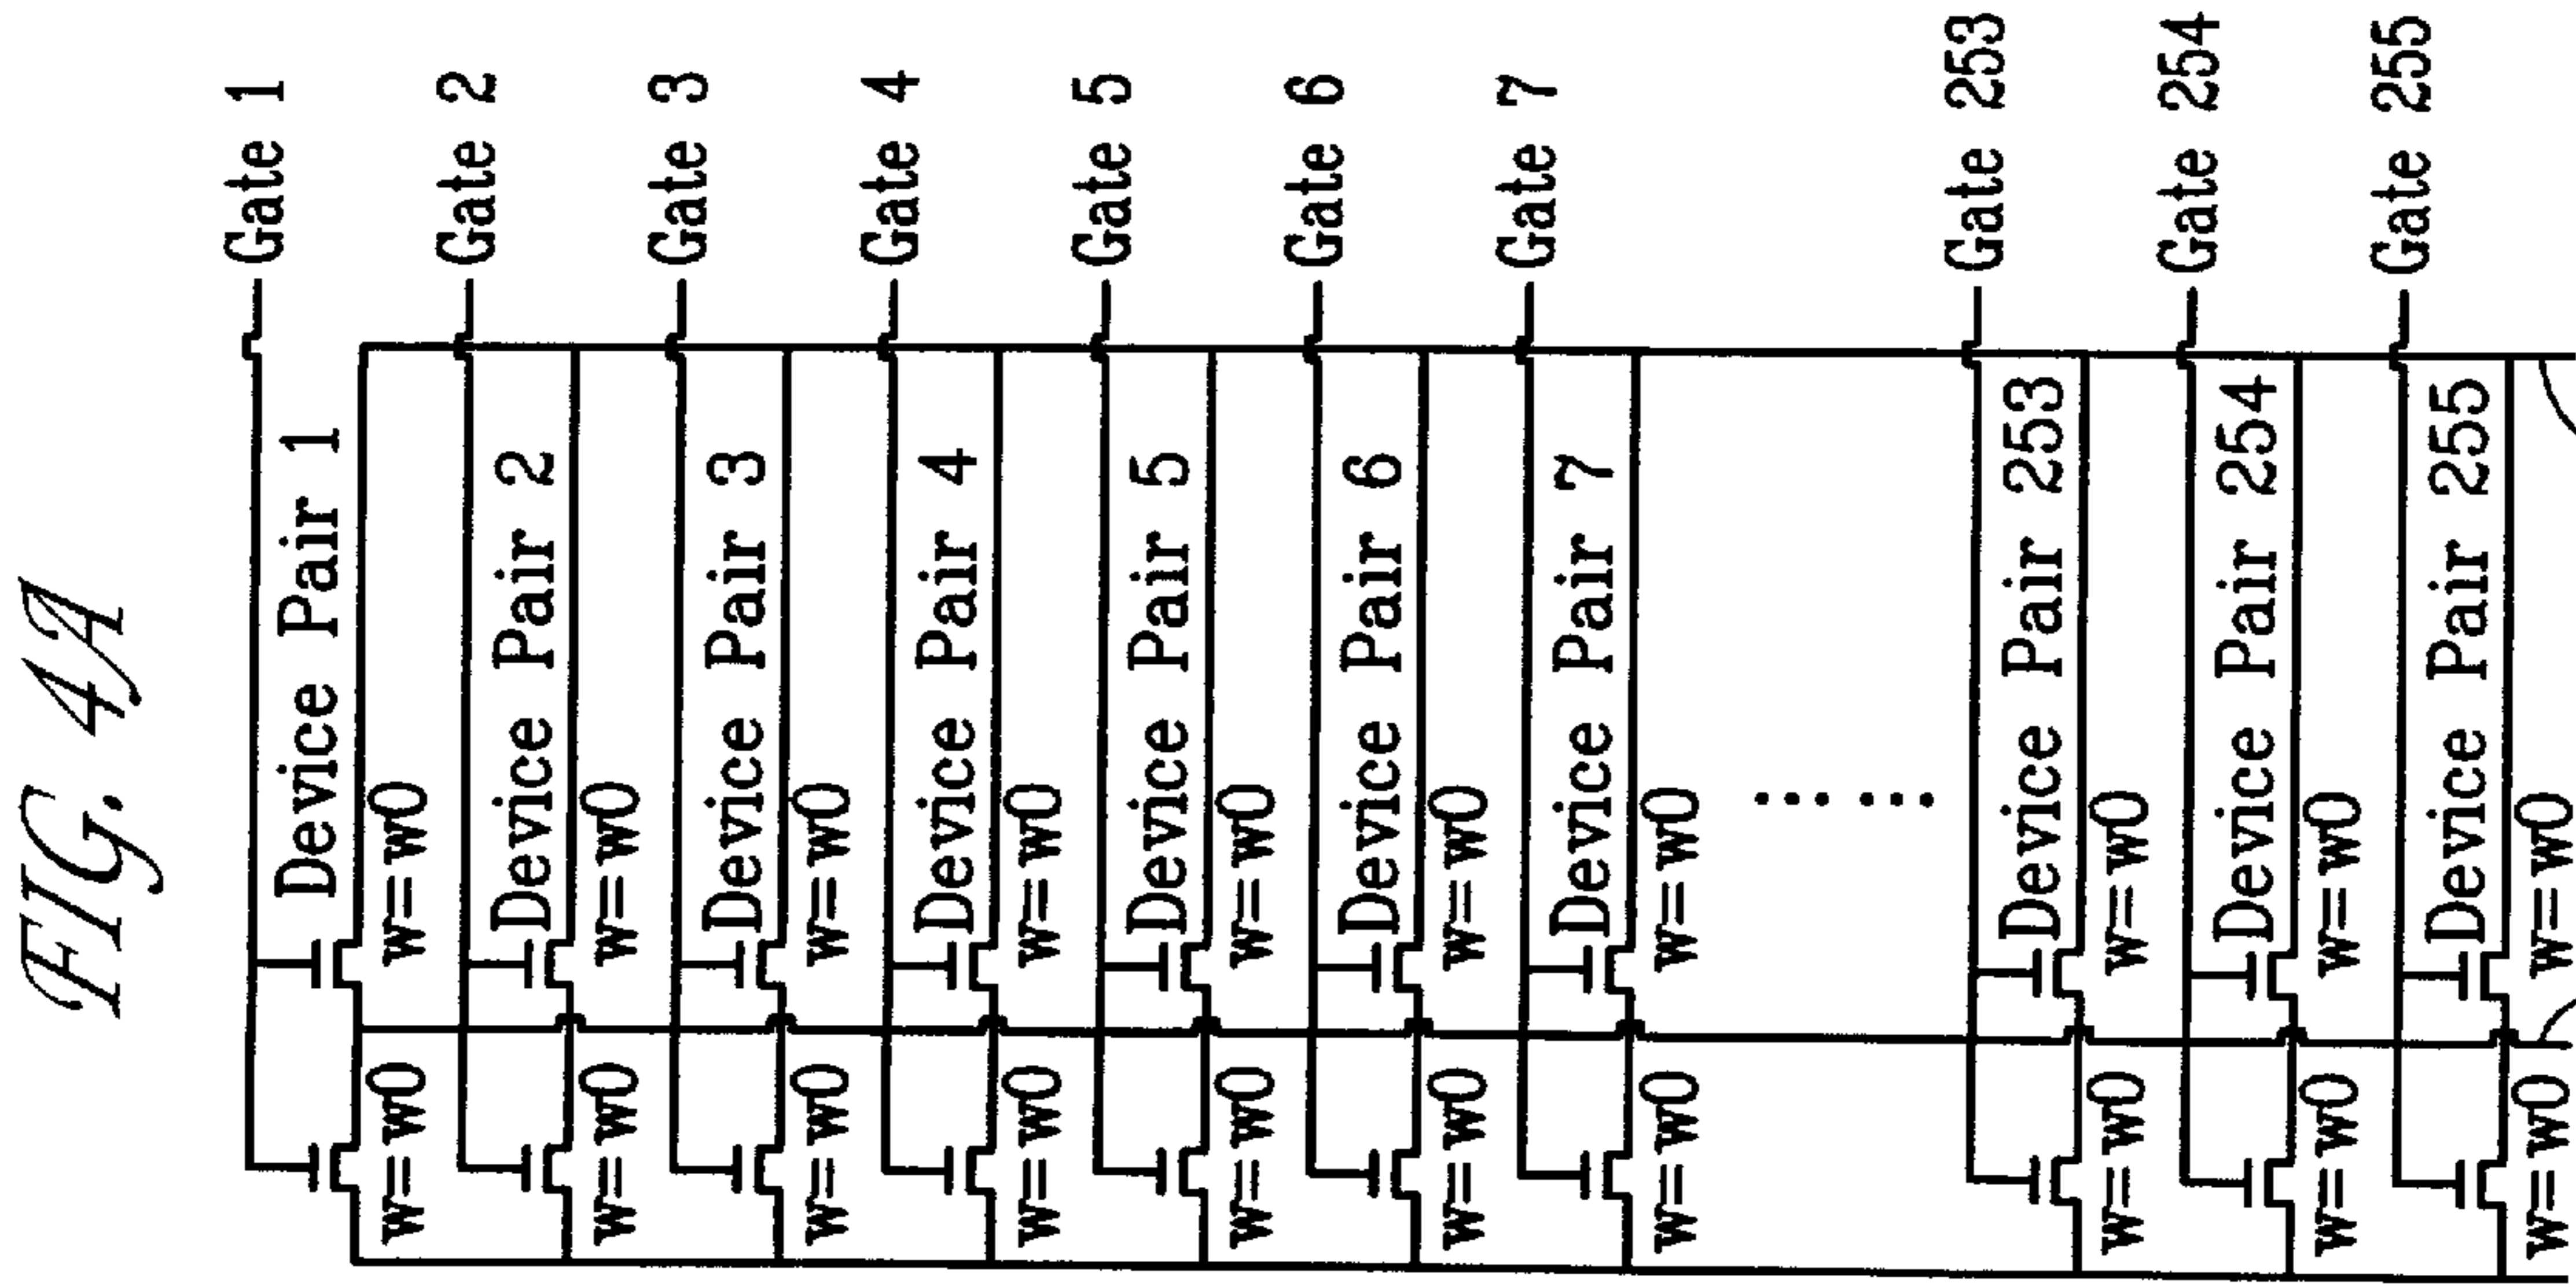 FIG. 4A
Gate 1
Gate 2
Gate 3
Gate 4
Gate 5
Gate 6
Gate 7
Gate 253
Gate 254
Gate 255
Device Pair 1
Device Pair 2
Device Pair 3
Device Pair 4
Device Pair 5
Device Pair 6
Device Pair 7
Device Pair 253
Device Pair 254
Device Pair 255
w=w0
w=w0
w=w0
w=w0
w=w0
w=w0
w=w0
......
w=w0
w=w0
w=w0
w=w0
w=w0
w=w0
w=w0
w=w0
w=w0
w=w0
w=w0
w=w0
w=w0